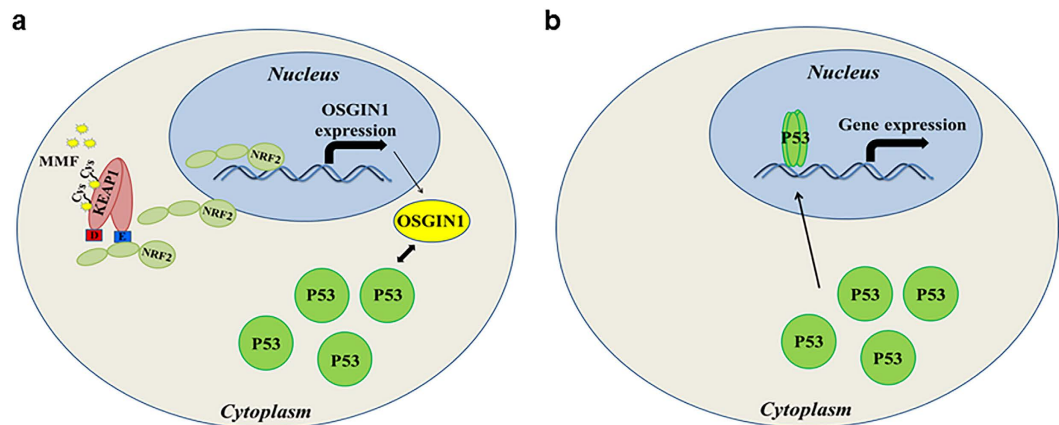 a
Nucleus
OSGIN1
expression
MMF
Cys
Cys
KEAP1
NRF2
NRF2
OSGIN1
D
E
NRF2
P53
P53
P53
P53
Cytoplasm
b
Nucleus
P53
Gene expression
P53
P53
P53
P53
Cytoplasm